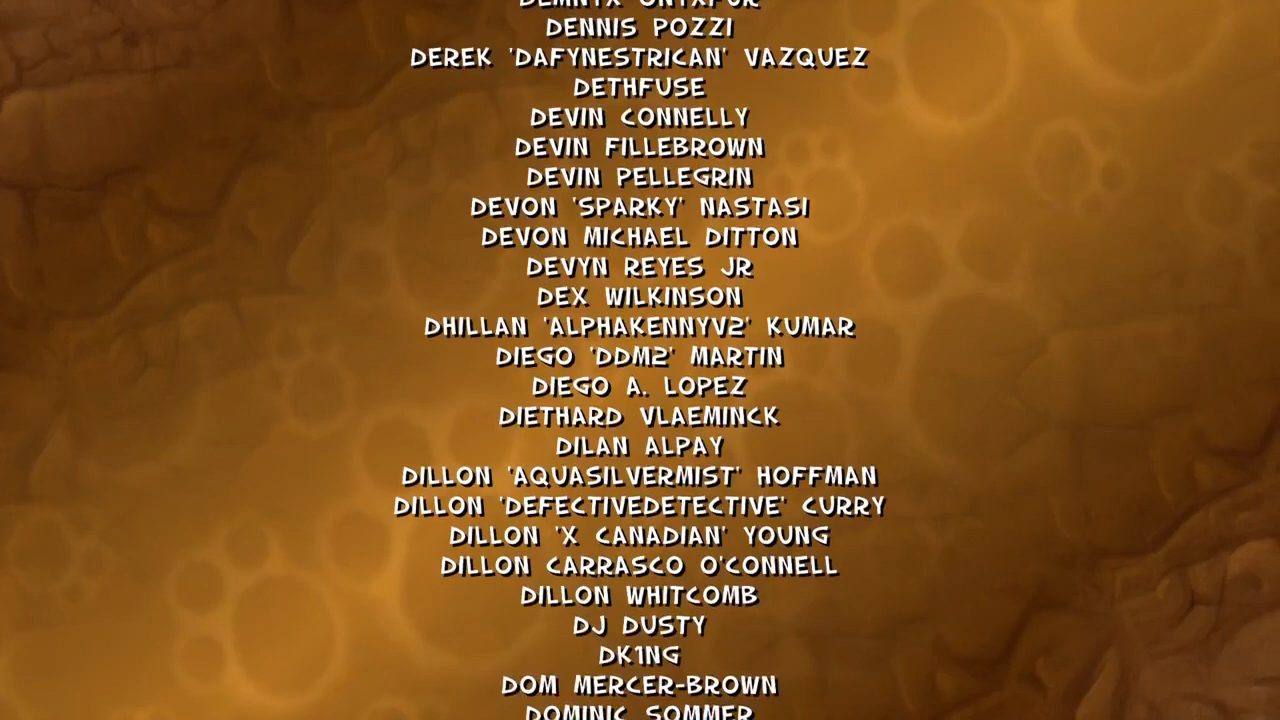 DENNIS POZZI
DEREK 'DAFYNESTRICAN' VAZQUEZ
DETHFUSE
DEVIN CONNELLY
DEVIN FILLEBROWN
DEVIN PELLEGRIN
DEVON 'SPARKY' NASTASI
DEVON MICHAEL DITTON
DEVYN REYES JR
DEX WILKINSON
DHILLAN 'ALPHAKENNYV2' KUMAR
DIEGO 'DDM2' MARTIN
DIEGO A. LOPEZ
DIETHARD VLAEMINCK
DILAN ALPAY
DILLON 'AQUASILVERMIST' HOFFMAN
DILLON 'DEFECTIVEDETECTIVE' CURRY
DILLON 'X CANADIAN' YOUNG
DILLON CARRASCO O'CONNELL
DILLON WHITCOMB
DJ DUSTY
DK1NG
DOM MERCER-BROWN
DOMINIC SOMMER